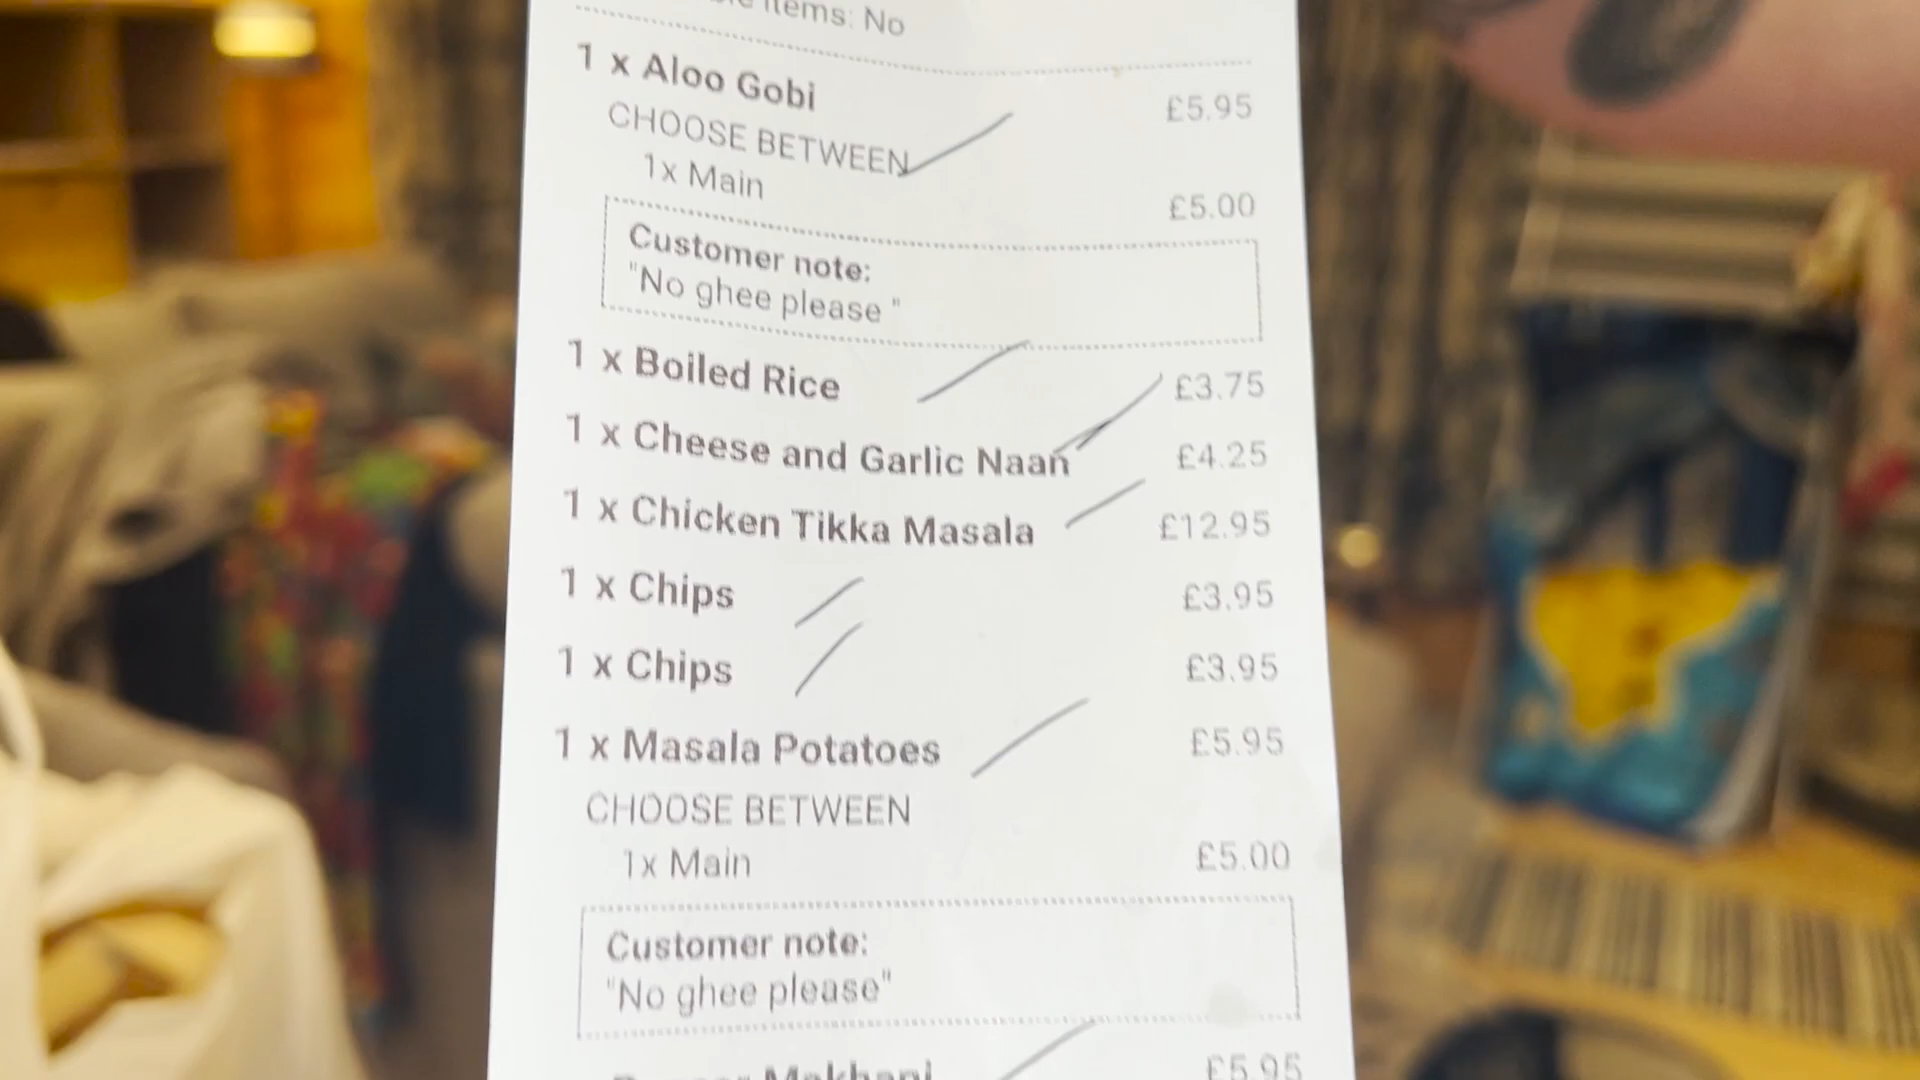 Items: No
1 x Aloo Gobi £5.95
CHOOSE BETWEEN
1x Main £5.00
Customer note:
"No ghee please "
1 x Boiled Rice £3.75
1 x Cheese and Garlic Naan £4.25
1 x Chicken Tikka Masala £12.95
1 x Chips £3.95
1 x Chips £3.95
1 x Masala Potatoes £5.95
CHOOSE BETWEEN
1x Main £5.00
Customer note:
"No ghee please"
Makhani £5.95